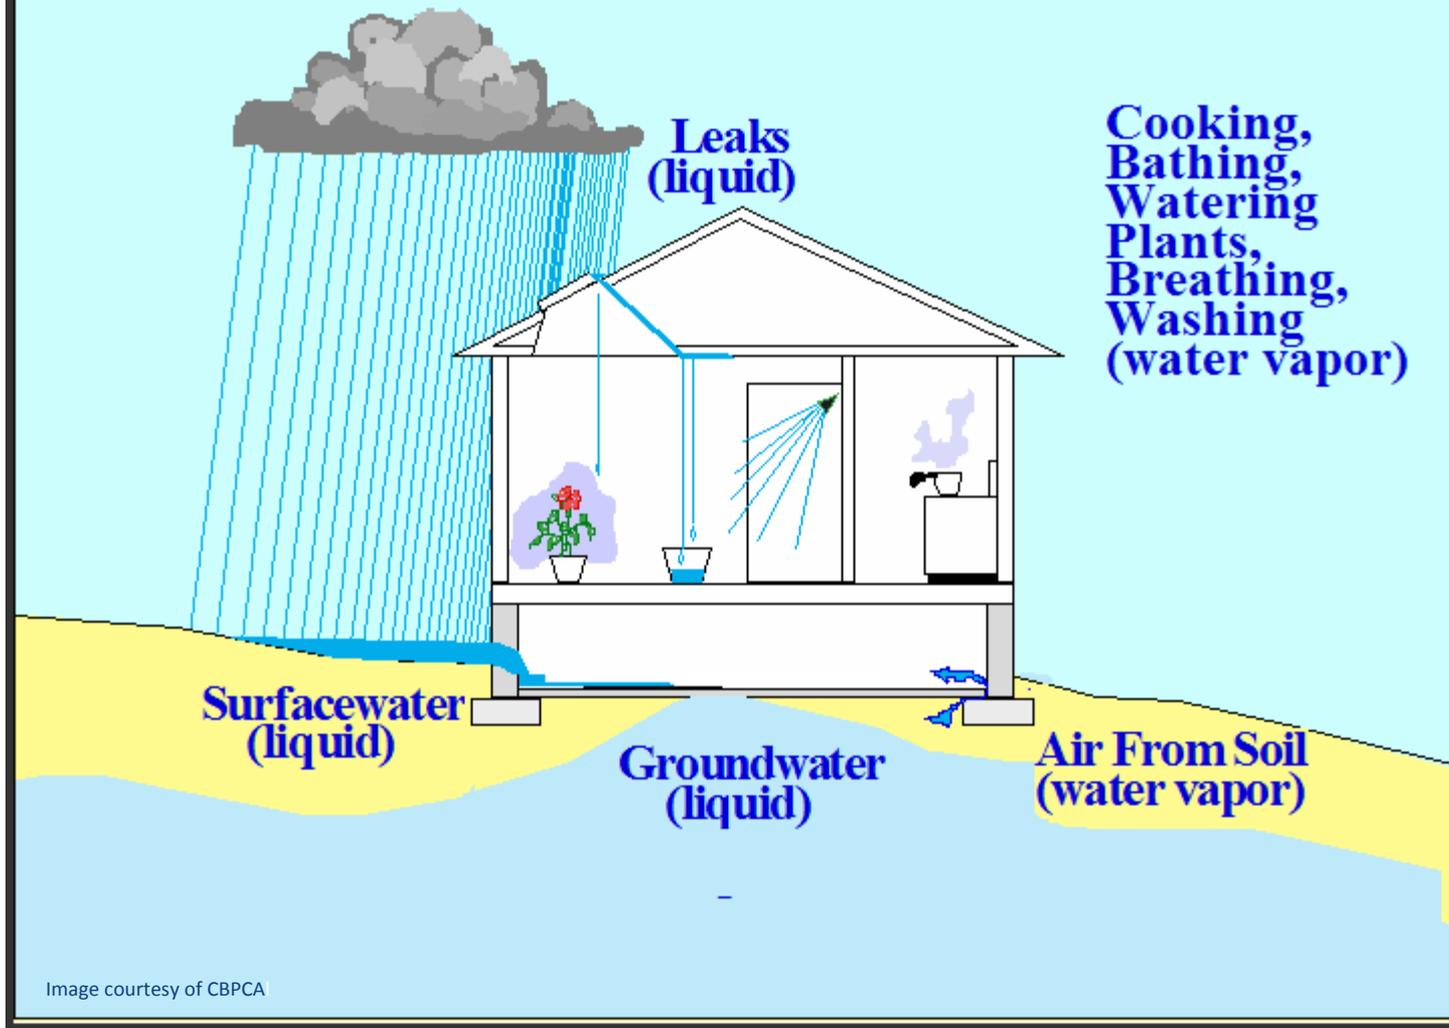 Leaks
(liquid)
Cooking,
Bathing,
Watering
Plants,
Breathing,
Washing
(water vapor)
Surfacewater
(liquid)
Groundwater
(liquid)
Air From Soil
(water vapor)
Image courtesy of CBPCA